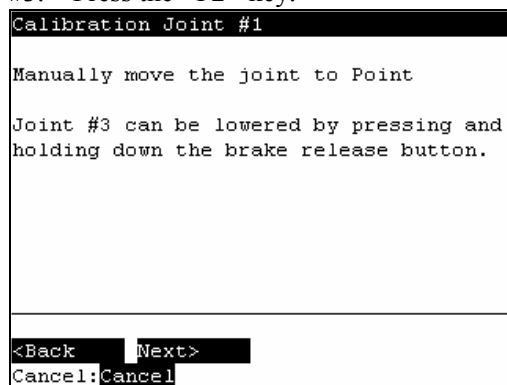 Calibration Joint #1
Manually move the joint to Point
Joint #3 can be lowered by pressing and
holding down the brake release button.
<Back Next>
Cancel:Cancel